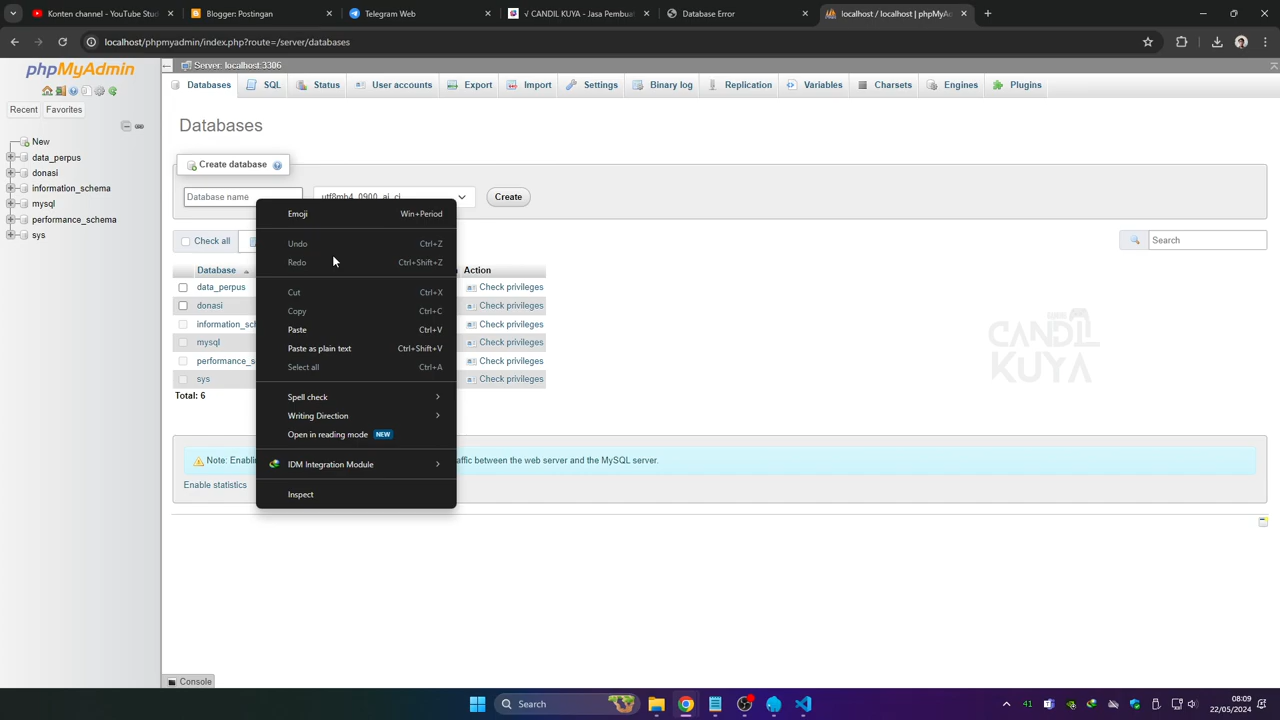 Konten channel - YouTube Stud
Blogger: Postingan
Telegram Web
√ CANDIL KUYA - Jasa Pembuat
Database Error
localhost / localhost | phpMyAd
localhost/phpmyadmin/index.php?route=/server/databases
phpMyAdmin
Recent
Favorites
New
data_perpus
donasi
information_schema
mysql
performance_schema
sys
Server: localhost:3306
Databases
SQL
Status
User accounts
Export
Import
Settings
Binary log
Replication
Variables
Charsets
Engines
Plugins
Databases
Create database
Database name
utf8mb4_0900_ai_ci
Create
Check all
Search
Database
Action
data_perpus
Check privileges
donasi
Check privileges
information_sch
Check privileges
mysql
Check privileges
performance_s
Check privileges
sys
Check privileges
Total: 6
Note: Enabli
affic between the web server and the MySQL server.
Enable statistics
Emoji Win+Period
Undo Ctrl+Z
Redo Ctrl+Shift+Z
Cut Ctrl+X
Copy Ctrl+C
Paste Ctrl+V
Paste as plain text Ctrl+Shift+V
Select all Ctrl+A
Spell check
Writing Direction
Open in reading mode NEW
IDM Integration Module
Inspect
CANDIL
KUYA
Console
Search
41
08:09
22/05/2024